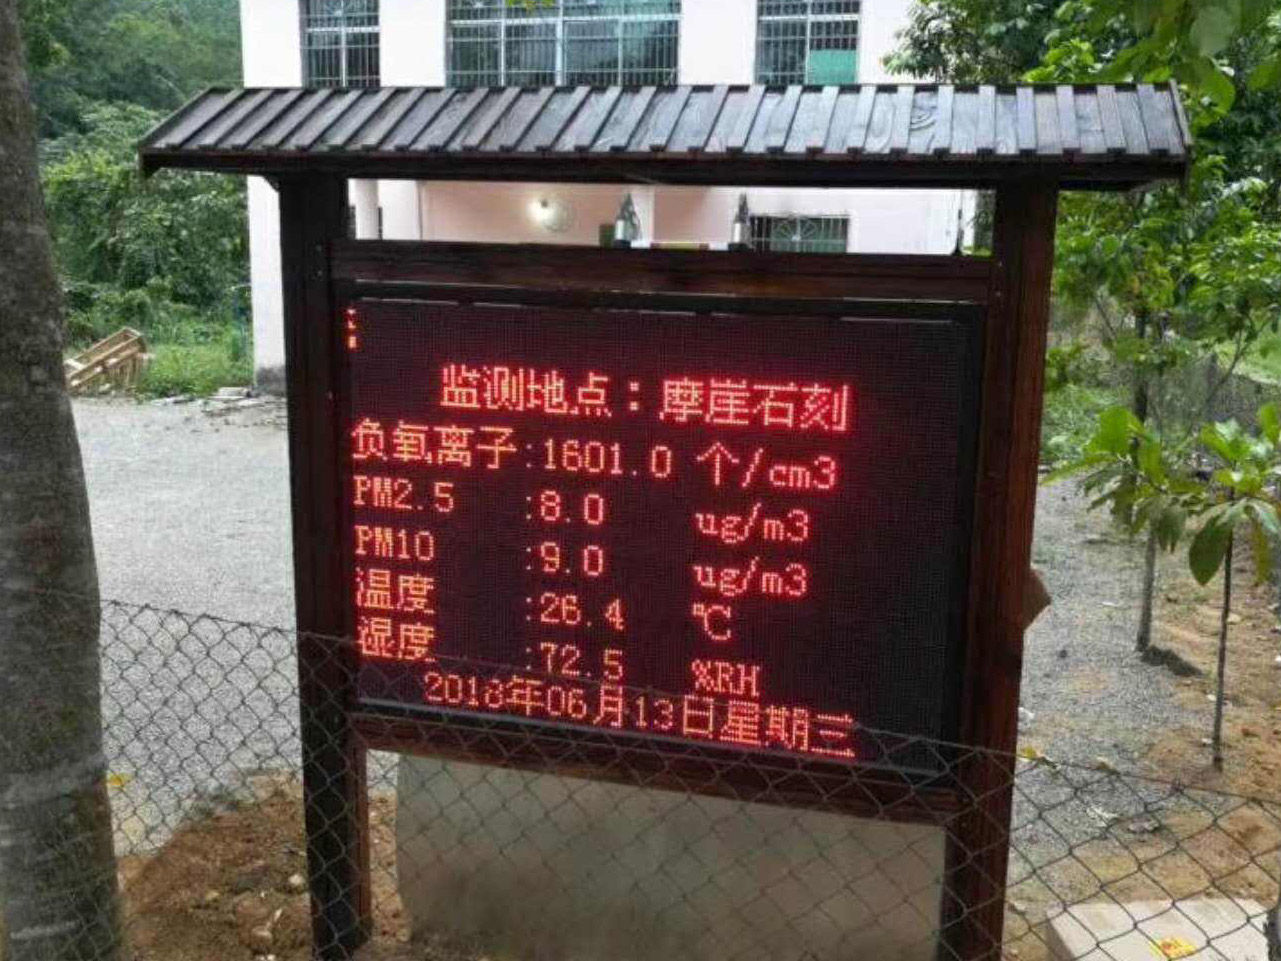 监测地点：摩崖石刻
负氧离子:1601.0 个/cm3
PM2.5 :8.0 ug/m3
PM10 :9.0 ug/m3
温度 :26.4 ℃
湿度 :72.5 %RH
2018年06月13日星期三